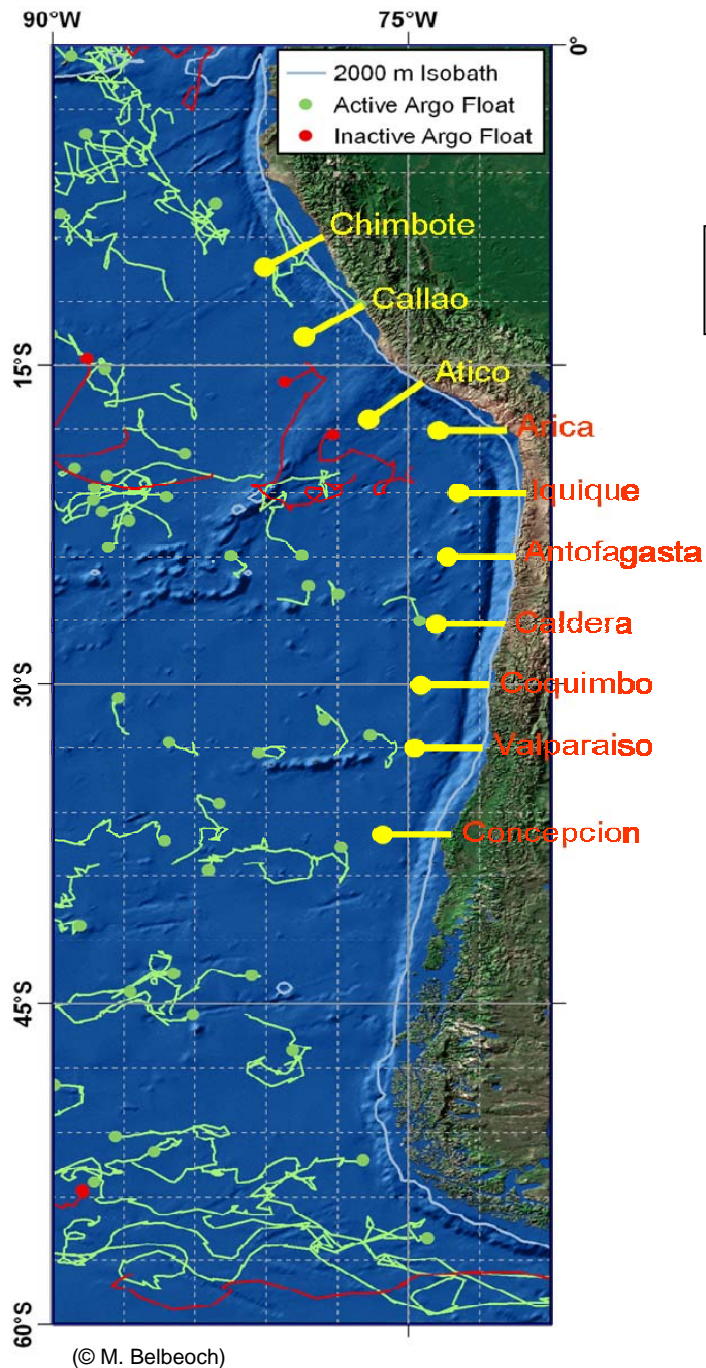 90°W 75°W
0°
2000 m Isobath
Active Argo Float
Inactive Argo Float
Chimbote
Callao
15°S
Atico
Arica
Iquique
Antofagasta
Caldera
30°S
Coquimbo
Valparaiso
Concepcion
45°S
60°S
(© M. Belbeoch)